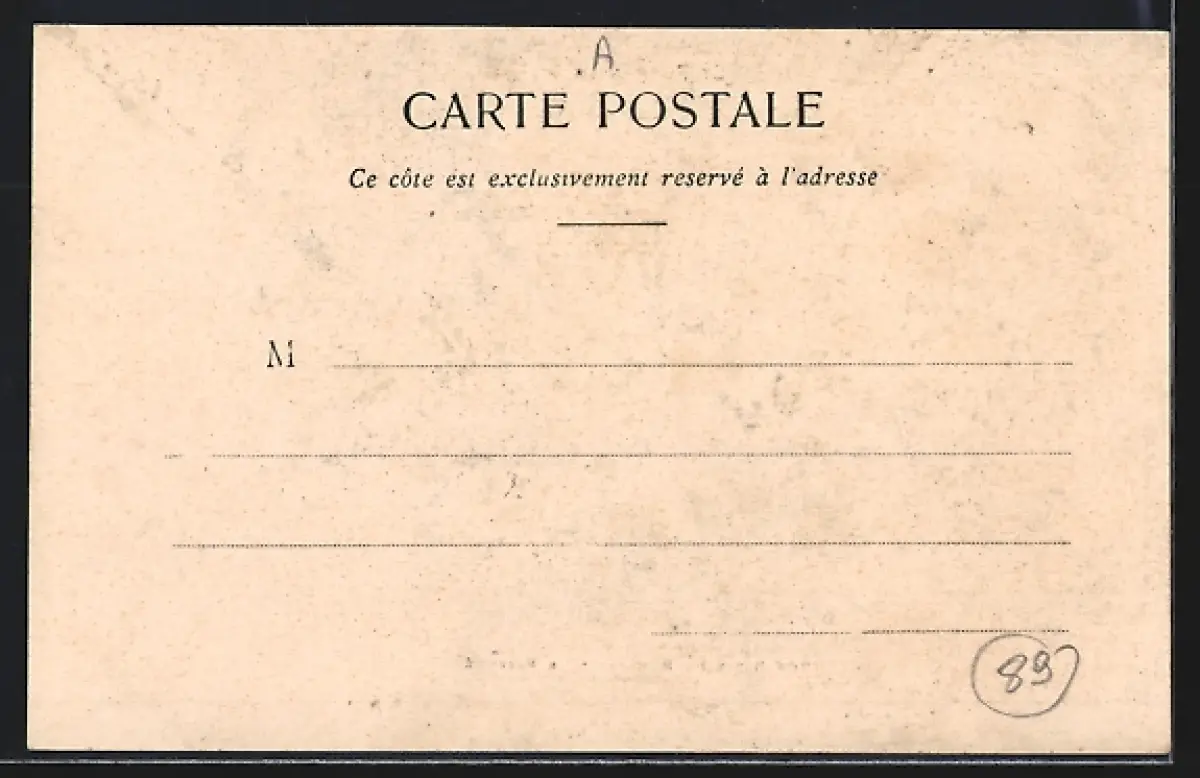 A
CARTE POSTALE
Ce côte est exclusivement reservé à l'adresse
M
89